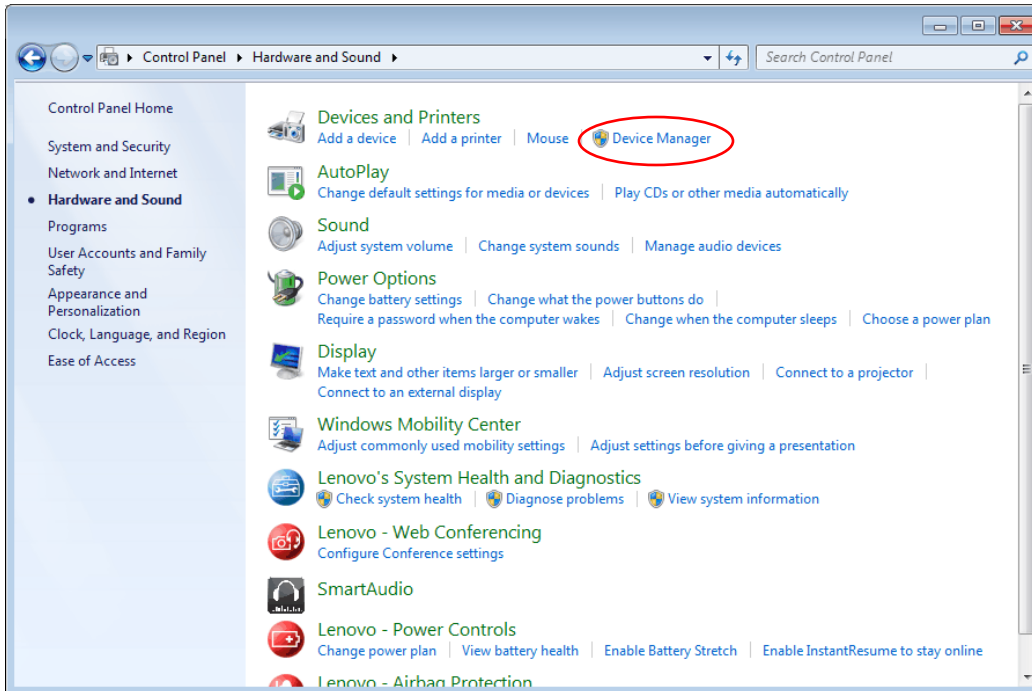 Control Panel Hardware and Sound
Search Control Panel
Control Panel Home
System and Security
Network and Internet
Hardware and Sound
Programs
User Accounts and Family
Safety
Appearance and
Personalization
Clock, Language, and Region
Ease of Access
Devices and Printers
Add a device Add a printer Mouse Device Manager
AutoPlay
Change default settings for media or devices Play CDs or other media automatically
Sound
Adjust system volume Change system sounds Manage audio devices
Power Options
Change battery settings Change what the power buttons do
Require a password when the computer wakes Change when the computer sleeps Choose a power plan
Display
Make text and other items larger or smaller Adjust screen resolution Connect to a projector
Connect to an external display
Windows Mobility Center
Adjust commonly used mobility settings Adjust settings before giving a presentation
Lenovo's System Health and Diagnostics
Check system health Diagnose problems View system information
Lenovo - Web Conferencing
Configure Conference settings
SmartAudio
Lenovo - Power Controls
Change power plan View battery health Enable Battery Stretch Enable InstantResume to stay online
Lenovo - Airbag Protection